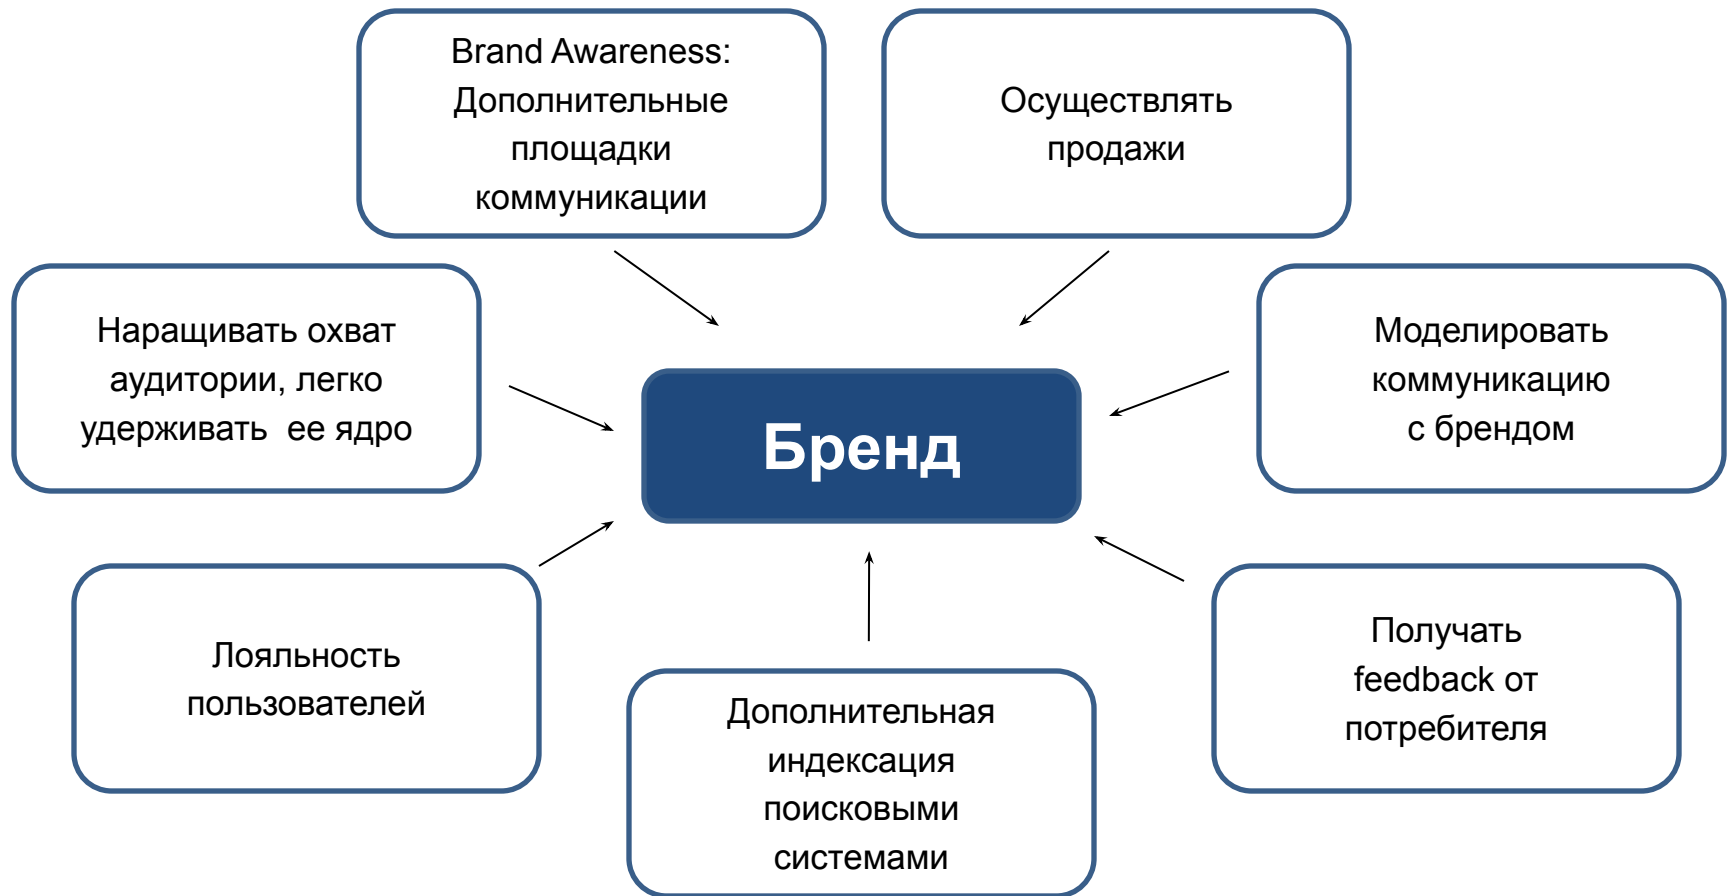 Brand Awareness:
Дополнительные
площадки
коммуникации
Осуществлять
продажи
Наращивать охват
аудитории, легко
удерживать  ее ядро
Моделировать
коммуникацию
с брендом
Бренд
Лояльность
пользователей
Получать
feedback от
потребителя
Дополнительная
индексация
поисковыми
системами